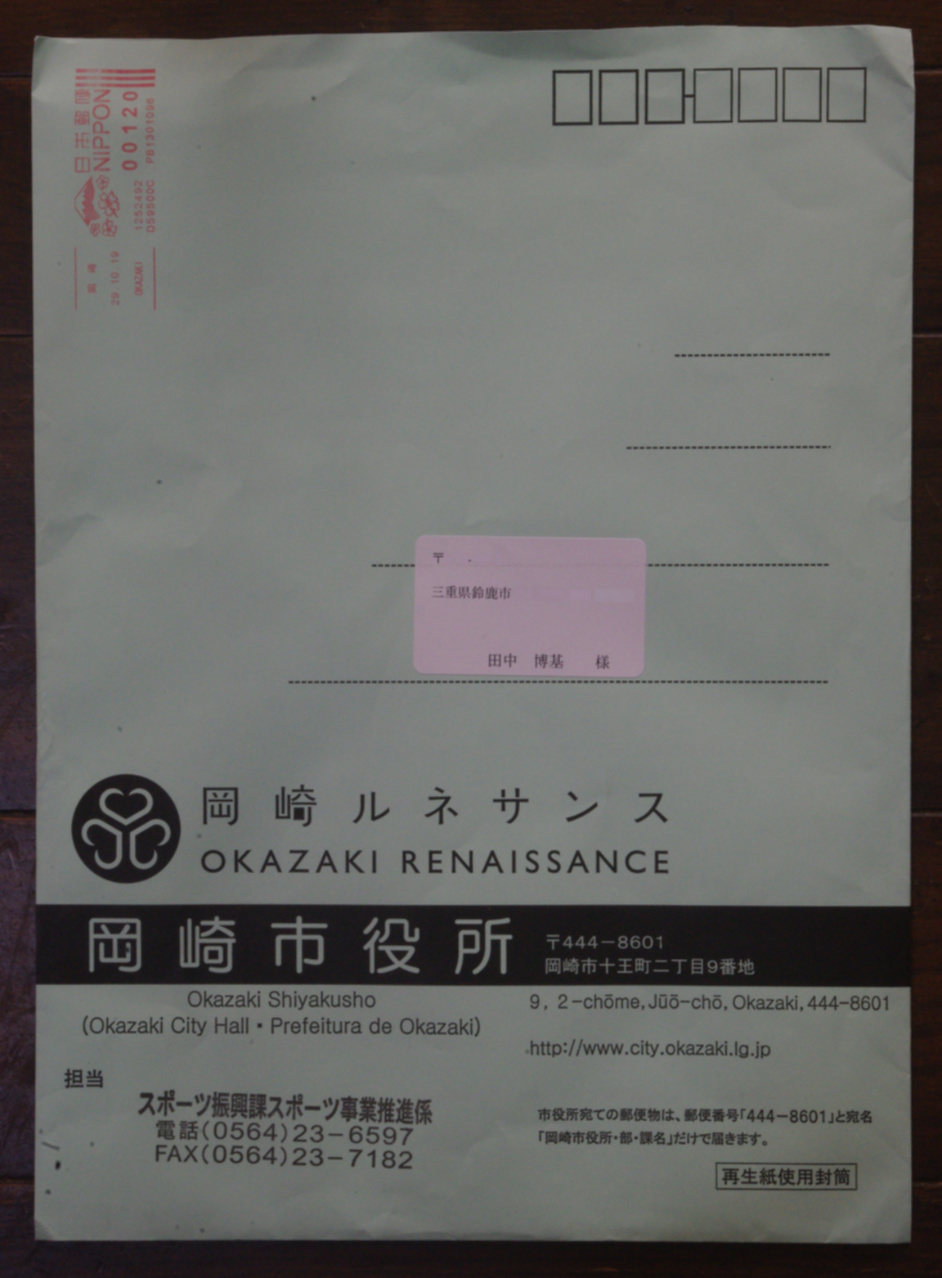 日本郵便
NIPPON
00120
1252492
D59500C PB1301096
岡崎
29.10.19
OKAZAKI
〒
三重県鈴鹿市
田中 博基 様
岡崎ルネサンス
OKAZAKI RENAISSANCE
岡崎市役所
〒444-8601
岡崎市十王町二丁目9番地
Okazaki Shiyakusho
(Okazaki City Hall・Prefeitura de Okazaki)
9, 2-chōme, Jūō-chō, Okazaki, 444-8601
http://www.city.okazaki.lg.jp
担当
スポーツ振興課スポーツ事業推進係
電話(0564)23-6597
FAX(0564)23-7182
市役所宛ての郵便物は、郵便番号「444-8601」と宛名
「岡崎市役所・部・課名」だけで届きます。
再生紙使用封筒